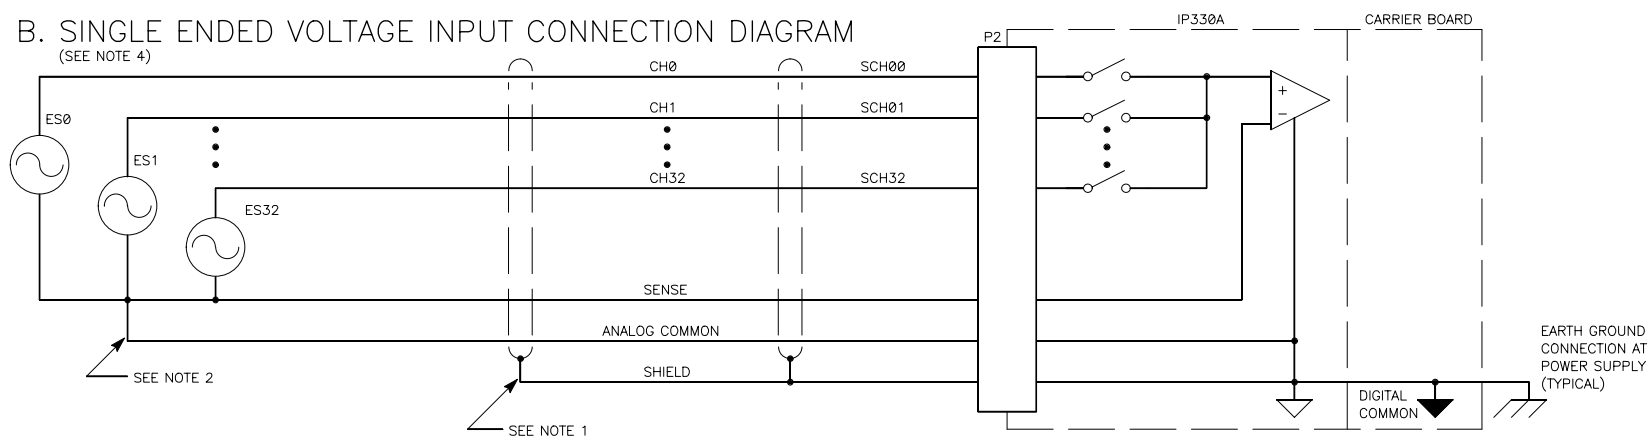 B. SINGLE ENDED VOLTAGE INPUT CONNECTION DIAGRAM
(SEE NOTE 4)
IP330A
CARRIER BOARD
P2
CH0
SCH00
ES0
CH1
SCH01
+
−
ES1
CH32
SCH32
ES32
SENSE
ANALOG COMMON
SEE NOTE 2
SHIELD
SEE NOTE 1
DIGITAL
COMMON
EARTH GROUND
CONNECTION AT
POWER SUPPLY
(TYPICAL)